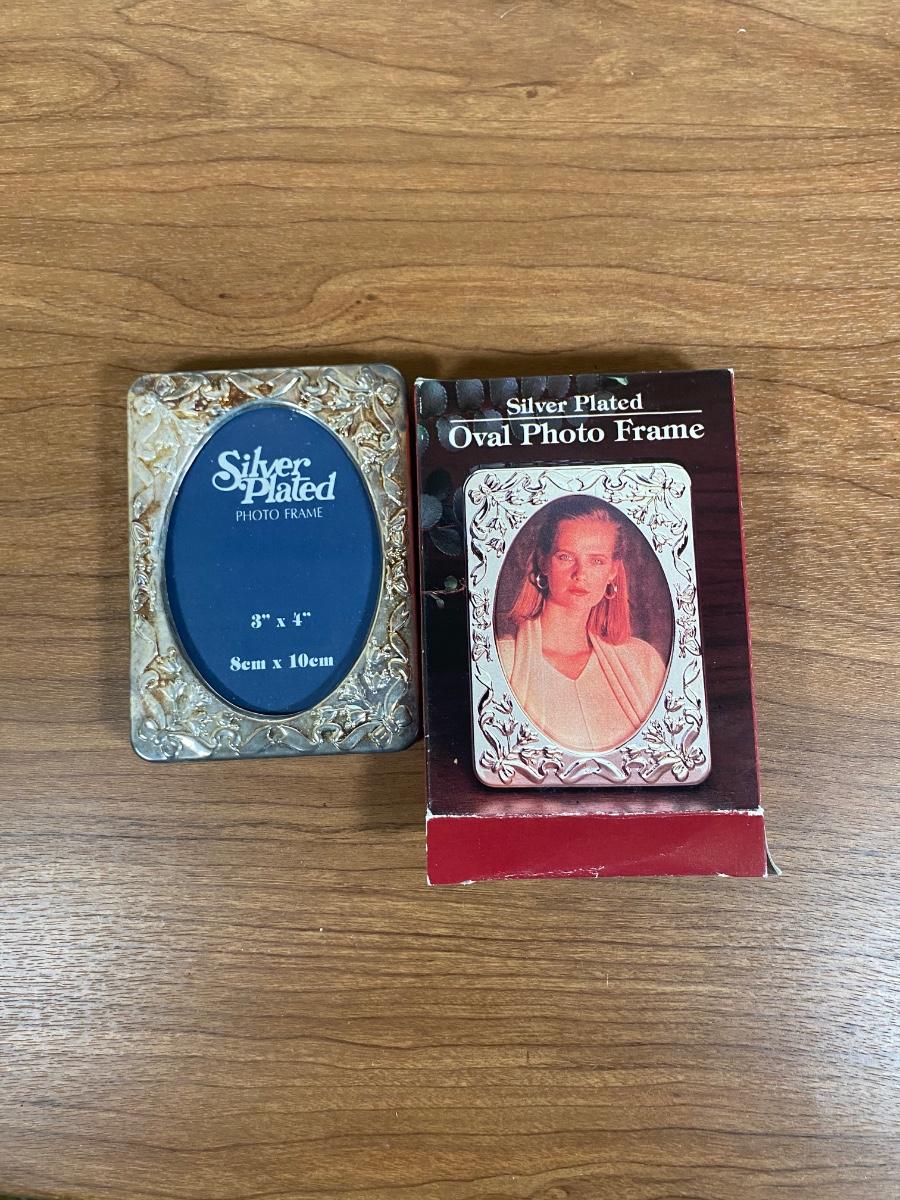 Silver
Plated
PHOTO FRAME
3" x 4"
8cm x 10cm
Silver Plated
Oval Photo Frame